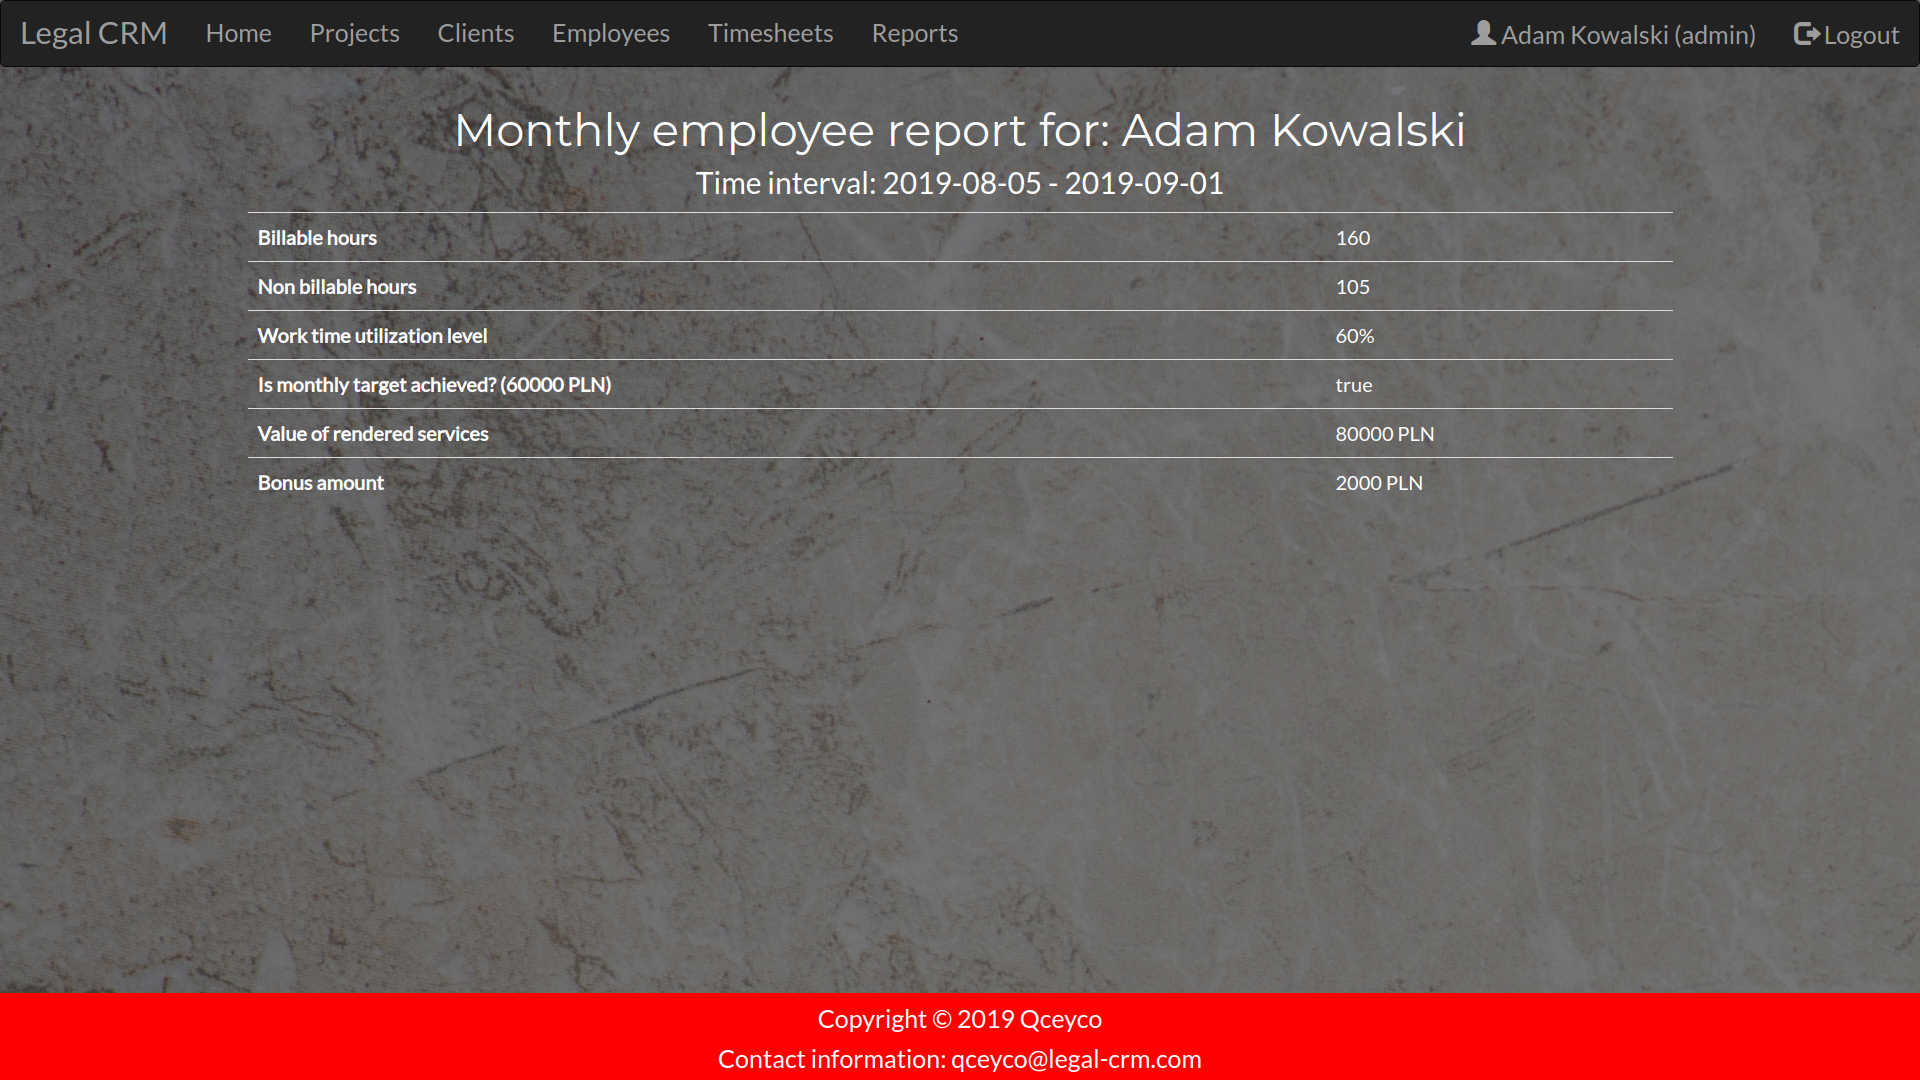 Legal CRM Home Projects Clients Employees Timesheets Reports Adam Kowalski (admin) Logout
Monthly employee report for: Adam Kowalski
Time interval: 2019-08-05 - 2019-09-01
Billable hours 160
Non billable hours 105
Work time utilization level 60%
Is monthly target achieved? (60000 PLN) true
Value of rendered services 80000 PLN
Bonus amount 2000 PLN
Copyright © 2019 Qceyco
Contact information: qceyco@legal-crm.com